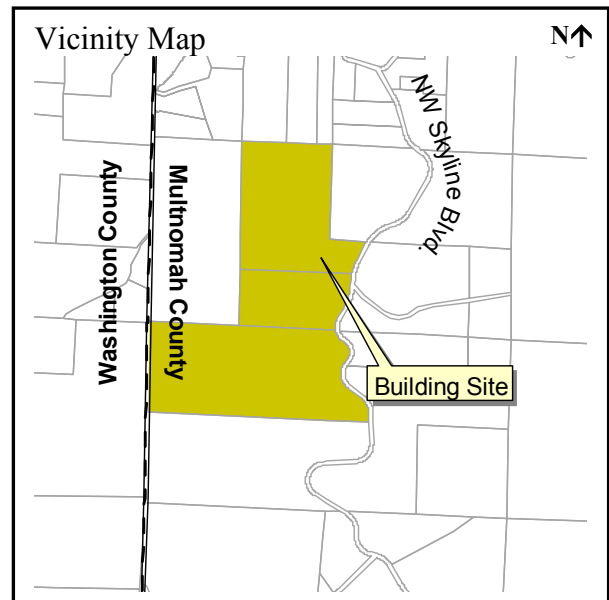 Vicinity Map
N↑
NW Skyline Blvd.
Washington County
Multnomah County
Building Site